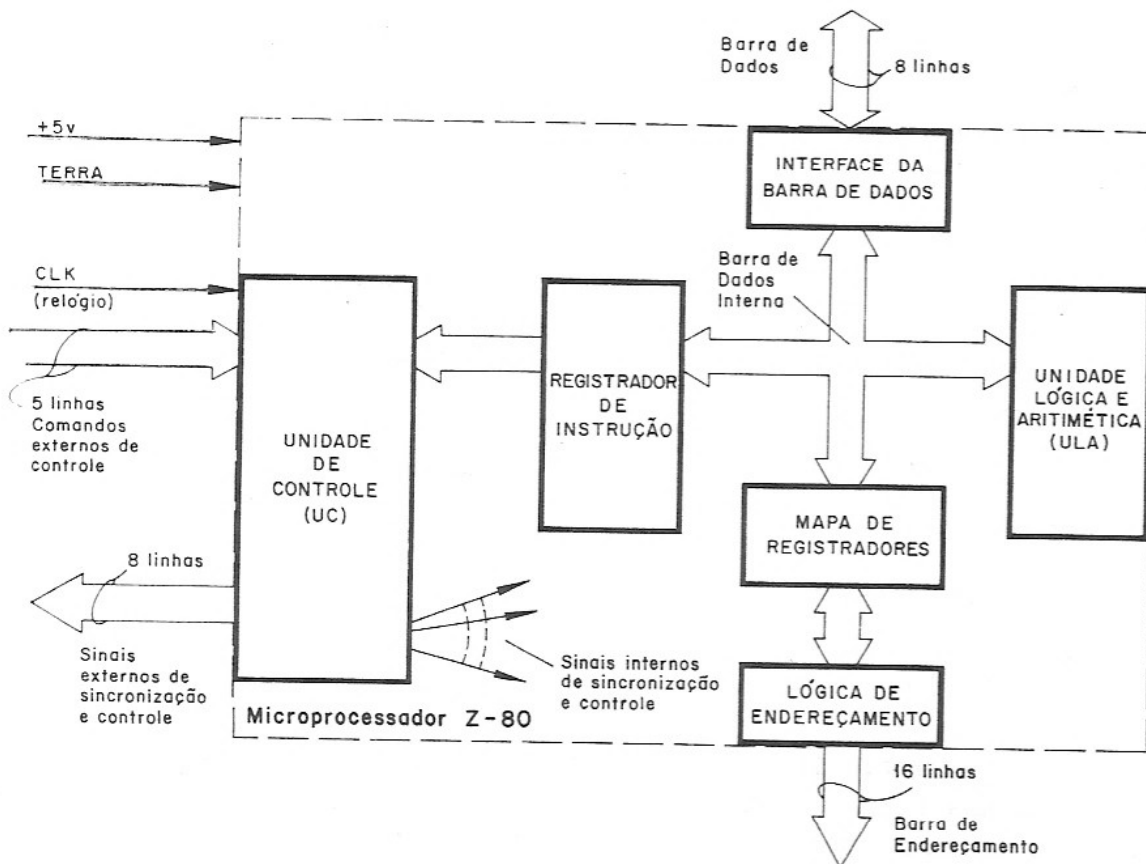 Barra de
Dados
8 linhas
+5v
TERRA
INTERFACE DA
BARRA DE DADOS
CLK
(relógio)
Barra de
Dados
Interna
5 linhas
Comandos
externos de
controle
UNIDADE
DE
CONTROLE
(UC)
REGISTRADOR
DE
INSTRUÇÃO
UNIDADE
LÓGICA E
ARITIMÉTICA
(ULA)
MAPA DE
REGISTRADORES
8 linhas
Sinais
externos de
sincronização
e controle
Sinais internos
de sincronização
e controle
LÓGICA DE
ENDEREÇAMENTO
Microprocessador Z-80
16 linhas
Barra de
Endereçamento